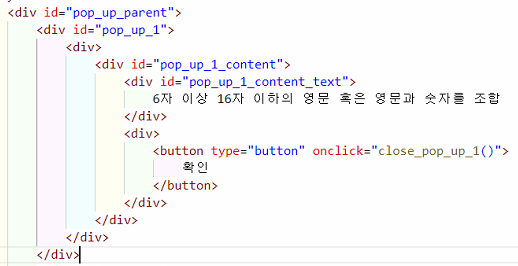 <div id="pop_up_parent">
<div id="pop_up_1">
<div>
<div id="pop_up_1_content">
<div id="pop_up_1_content_text">
6자 이상 16자 이하의 영문 혹은 영문과 숫자를 조합
</div>
<div>
<button type="button" onclick="close_pop_up_1()">
확인
</button>
</div>
</div>
</div>
</div>